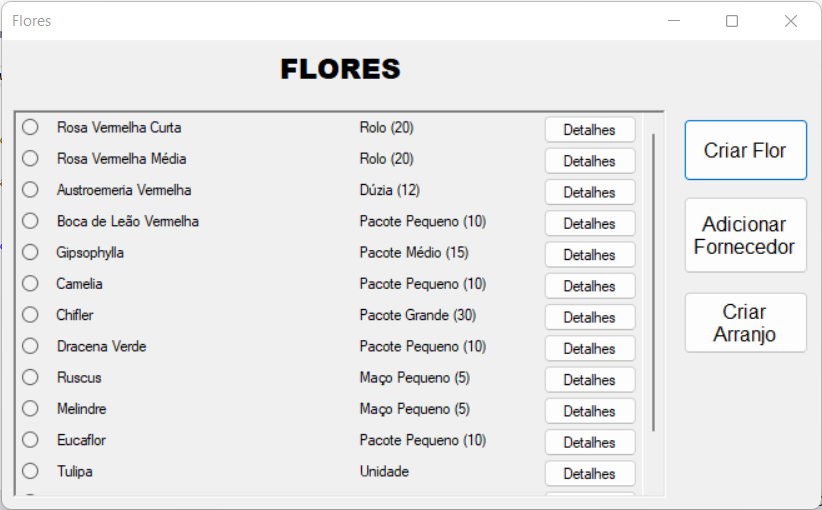 Flores
FLORES
Rosa Vermelha Curta Rolo (20) Detalhes
Rosa Vermelha Média Rolo (20) Detalhes
Austroemeria Vermelha Dúzia (12) Detalhes
Boca de Leão Vermelha Pacote Pequeno (10) Detalhes
Gipsophylla Pacote Médio (15) Detalhes
Camelia Pacote Pequeno (10) Detalhes
Chifler Pacote Grande (30) Detalhes
Dracena Verde Pacote Pequeno (10) Detalhes
Ruscus Maço Pequeno (5) Detalhes
Melindre Maço Pequeno (5) Detalhes
Eucaflor Pacote Pequeno (10) Detalhes
Tulipa Unidade Detalhes
Criar Flor
Adicionar
Fornecedor
Criar
Arranjo